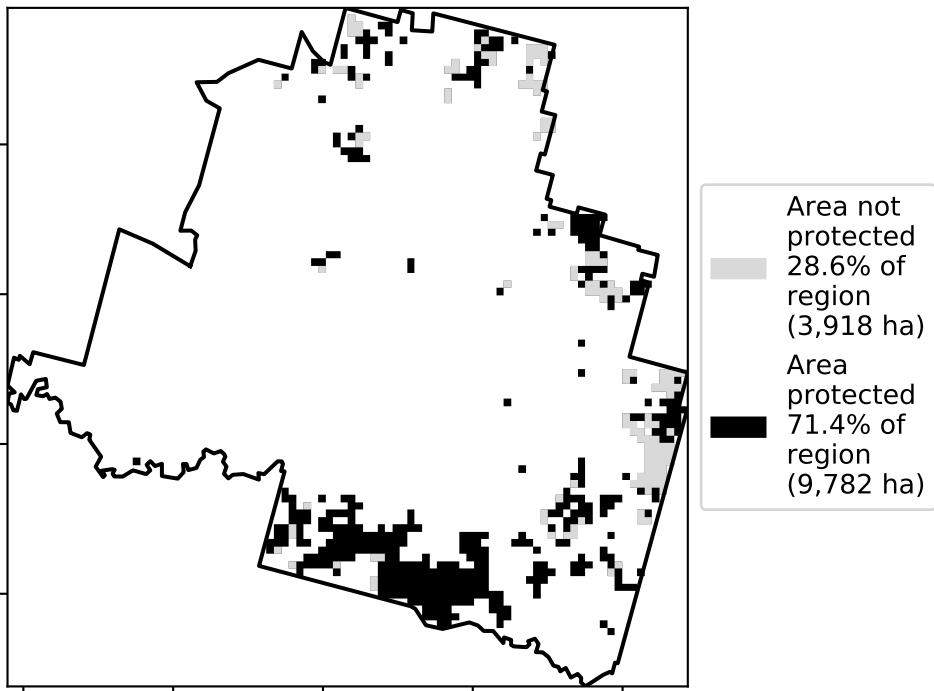 Area not
protected
28.6% of
region
(3,918 ha)
Area
protected
71.4% of
region
(9,782 ha)